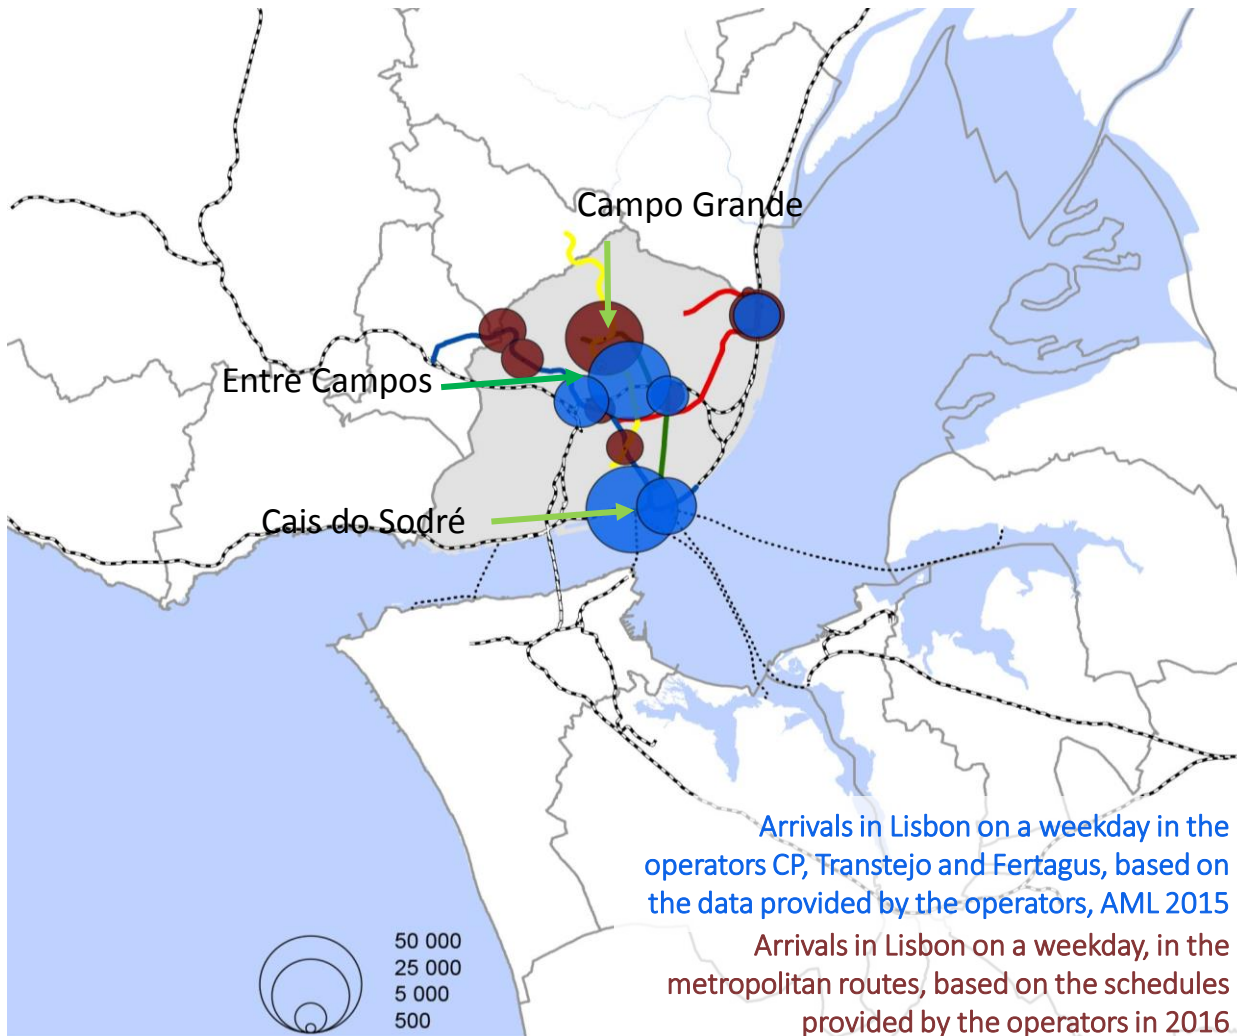 Campo Grande
Entre Campos
Cais do Sodré
Arrivals in Lisbon on a weekday in the
operators CP, Transtejo and Fertagus, based on
the data provided by the operators, AML 2015
Arrivals in Lisbon on a weekday, in the
metropolitan routes, based on the schedules
provided by the operators in 2016
50 000
25 000
5 000
500